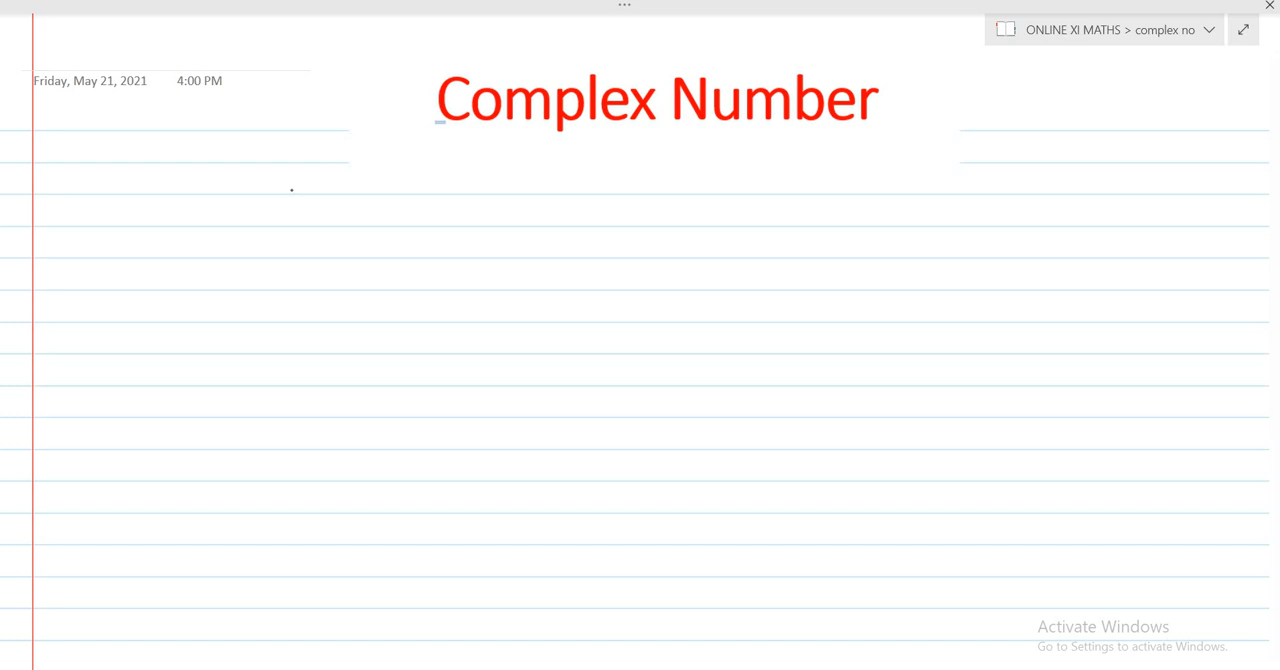 ONLINE XI MATHS > complex no
Friday, May 21, 2021 4:00 PM
Complex Number
Activate Windows
Go to Settings to activate Windows.